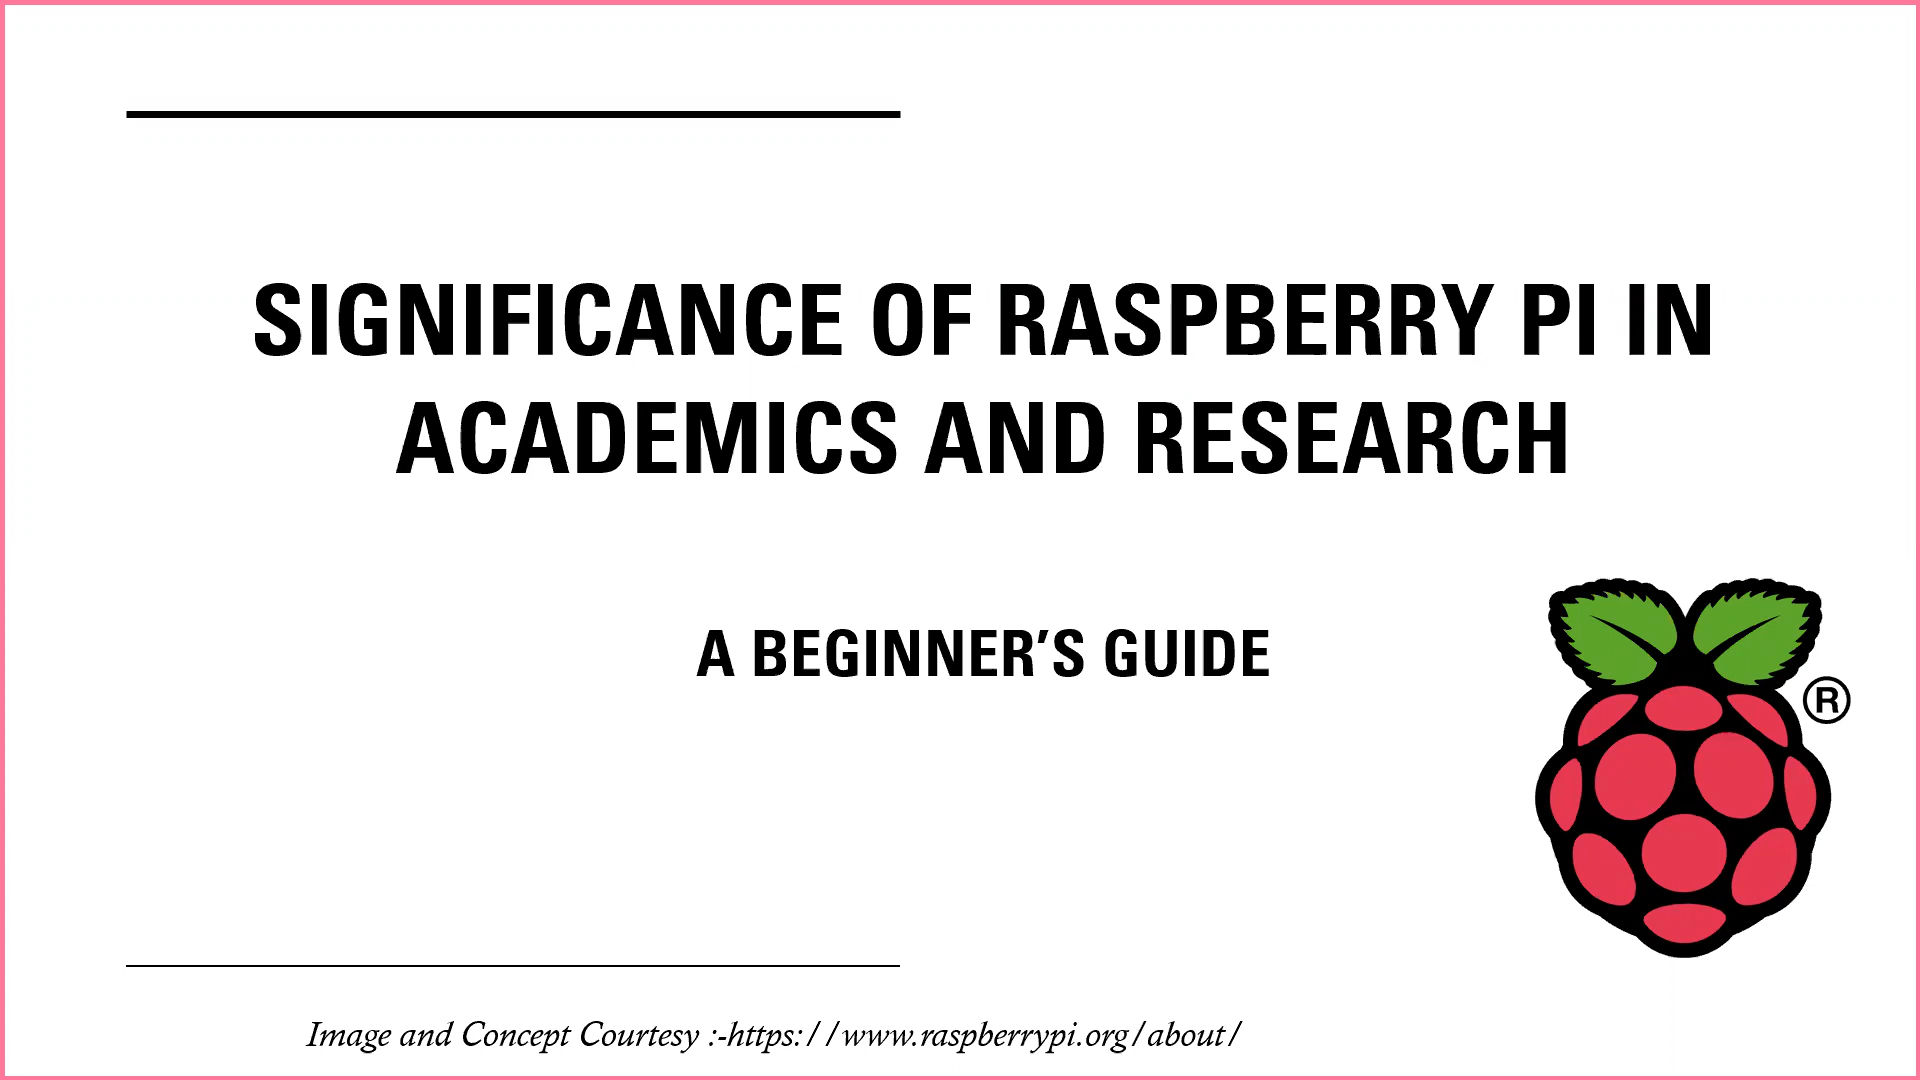 SIGNIFICANCE OF RASPBERRY PI IN
ACADEMICS AND RESEARCH
A BEGINNER’S GUIDE
®
Image and Concept Courtesy :-https://www.raspberrypi.org/about/